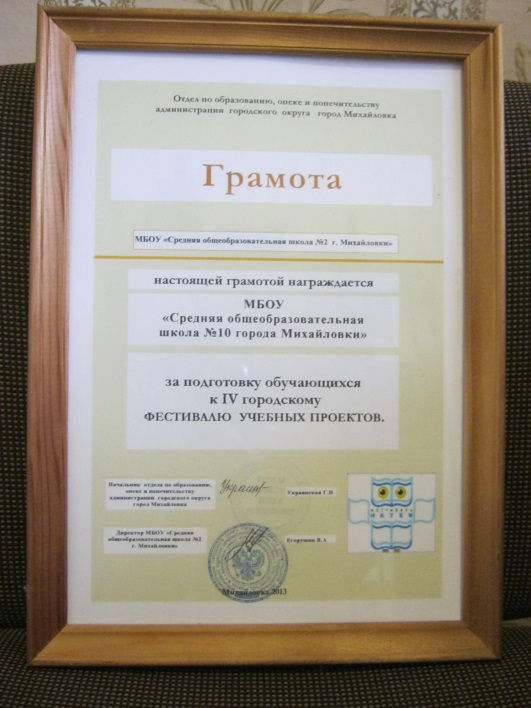 Отдел по образованию, опеке и попечительству
администрации городского округа город Михайловка
Грамота
МБОУ «Средняя общеобразовательная школа №2 г. Михайловки»
настоящей грамотой награждается
МБОУ
«Средняя общеобразовательная
школа №10 города Михайловки»
за подготовку обучающихся
к IV городскому
ФЕСТИВАЛЮ УЧЕБНЫХ ПРОЕКТОВ.
Начальник отдела по образованию,
опеке и попечительству
администрации городского округа
город Михайловка
Украинская Г.П
ФЕСТИВАЛЬ
НАУКИ
Директор МБОУ «Средняя
общеобразовательная школа №2
г. Михайловки»
Егорушин В.А
Михайловка 2013